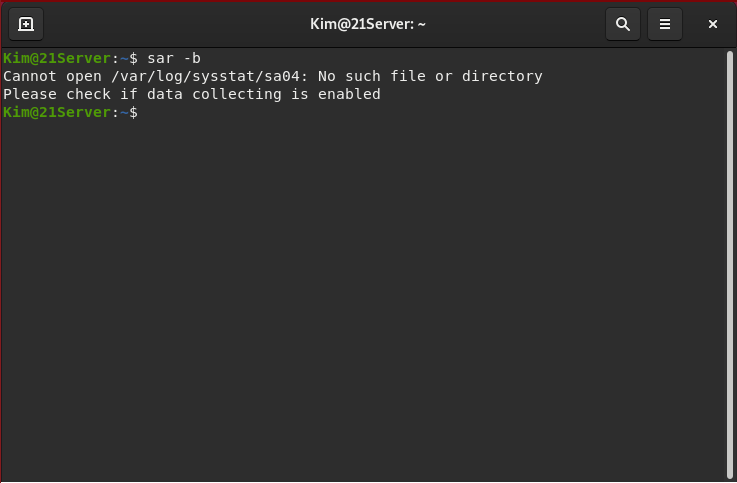 Kim@21Server: ~
Kim@21Server:~$ sar -b
Cannot open /var/log/sysstat/sa04: No such file or directory
Please check if data collecting is enabled
Kim@21Server:~$